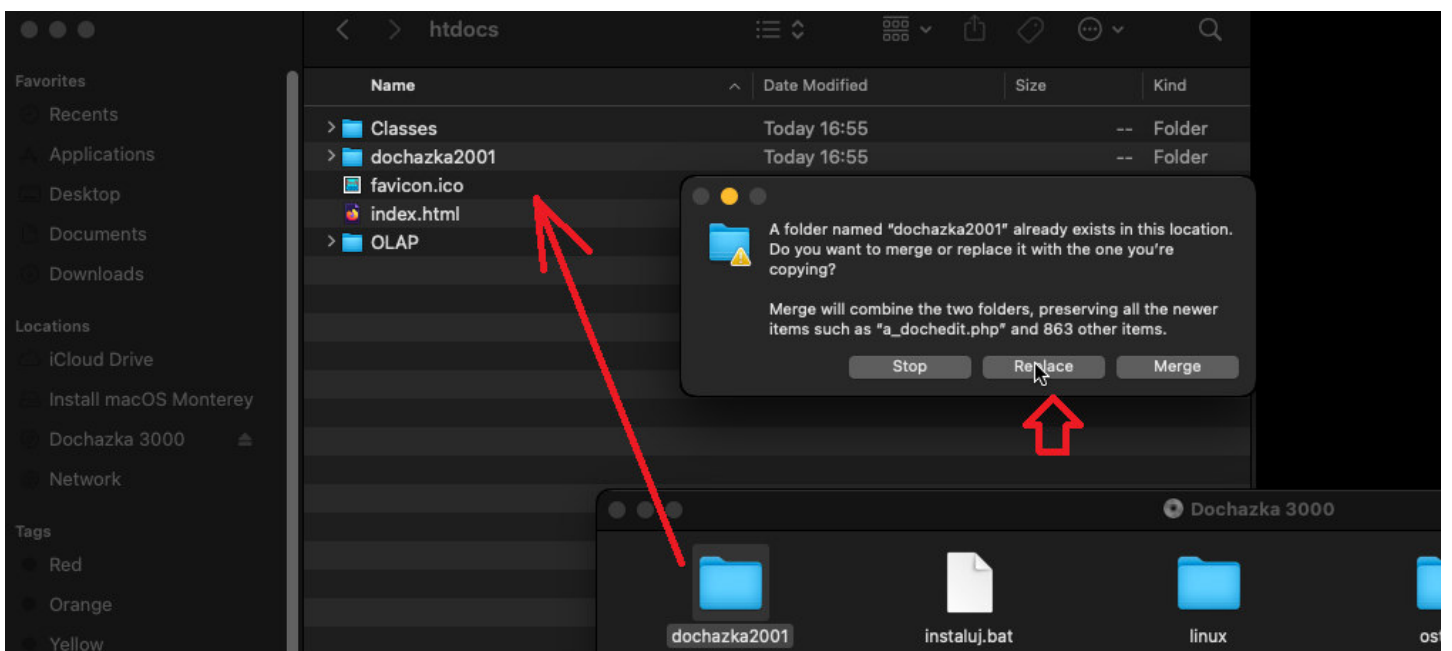 htdocs
Favorites
Recents
Applications
Desktop
Documents
Downloads
Locations
iCloud Drive
Install macOS Monterey
Dochazka 3000
Network
Tags
Red
Orange
Yellow
Name Date Modified Size Kind
Classes Today 16:55 -- Folder
dochazka2001 Today 16:55 -- Folder
favicon.ico
index.html
OLAP
A folder named “dochazka2001” already exists in this location.
Do you want to merge or replace it with the one you’re
copying?
Merge will combine the two folders, preserving all the newer
items such as “a_dochedit.php” and 863 other items.
Stop Replace Merge
Dochazka 3000
dochazka2001 instaluj.bat linux